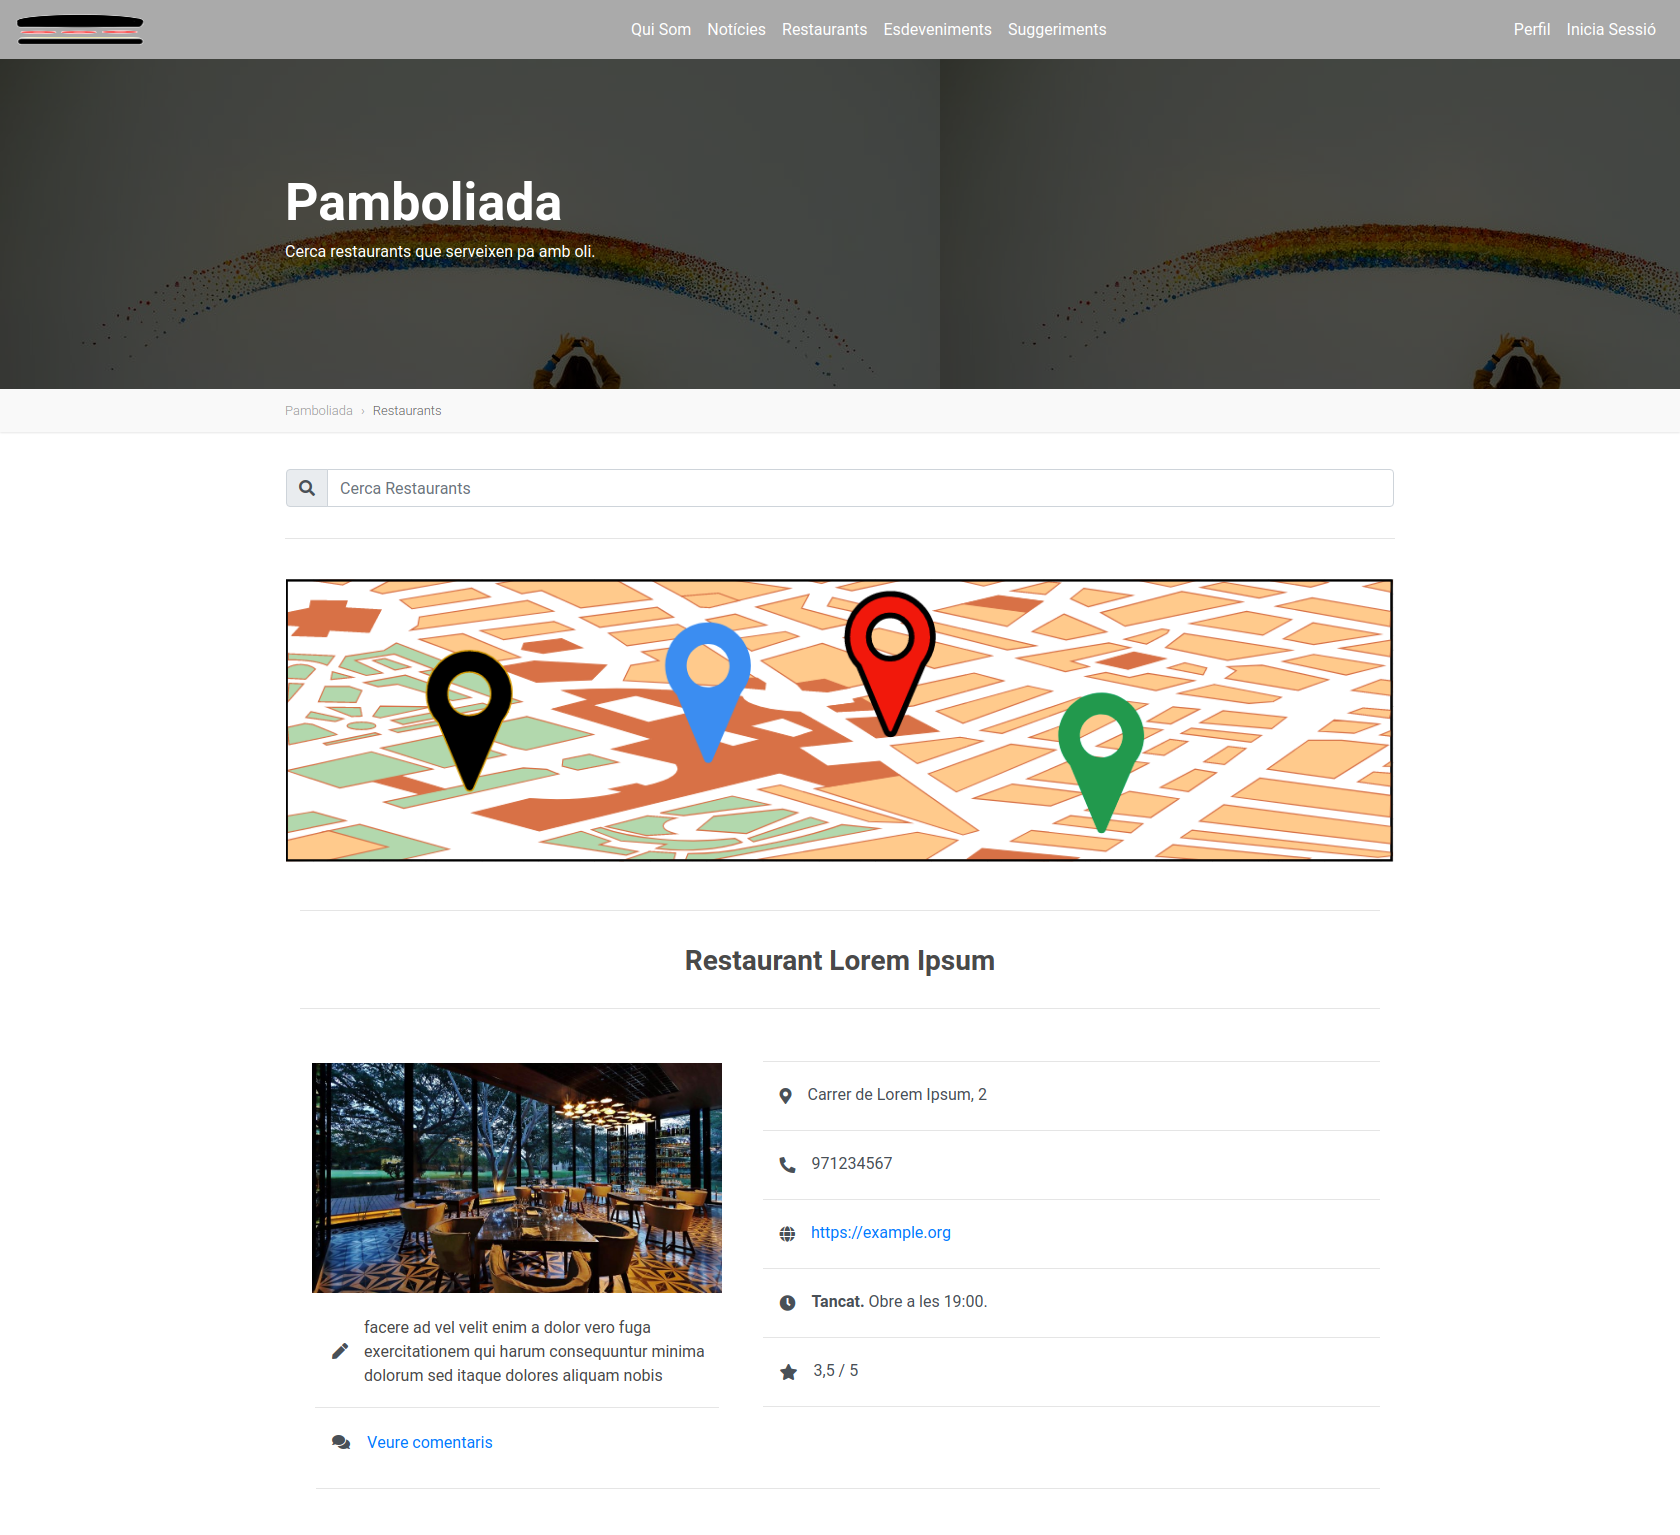 Qui Som Notícies Restaurants Esdeveniments Suggeriments Perfil Inicia Sessió
Pamboliada
Cerca restaurants que serveixen pa amb oli.
Pamboliada › Restaurants
Cerca Restaurants
Restaurant Lorem Ipsum
facere ad vel velit enim a dolor vero fuga
exercitationem qui harum consequuntur minima
dolorum sed itaque dolores aliquam nobis
Veure comentaris
Carrer de Lorem Ipsum, 2
971234567
https://example.org
Tancat. Obre a les 19:00.
3,5 / 5